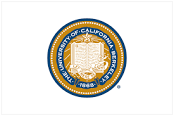 THE UNIVERSITY OF CALIFORNIA BERKELEY
1868